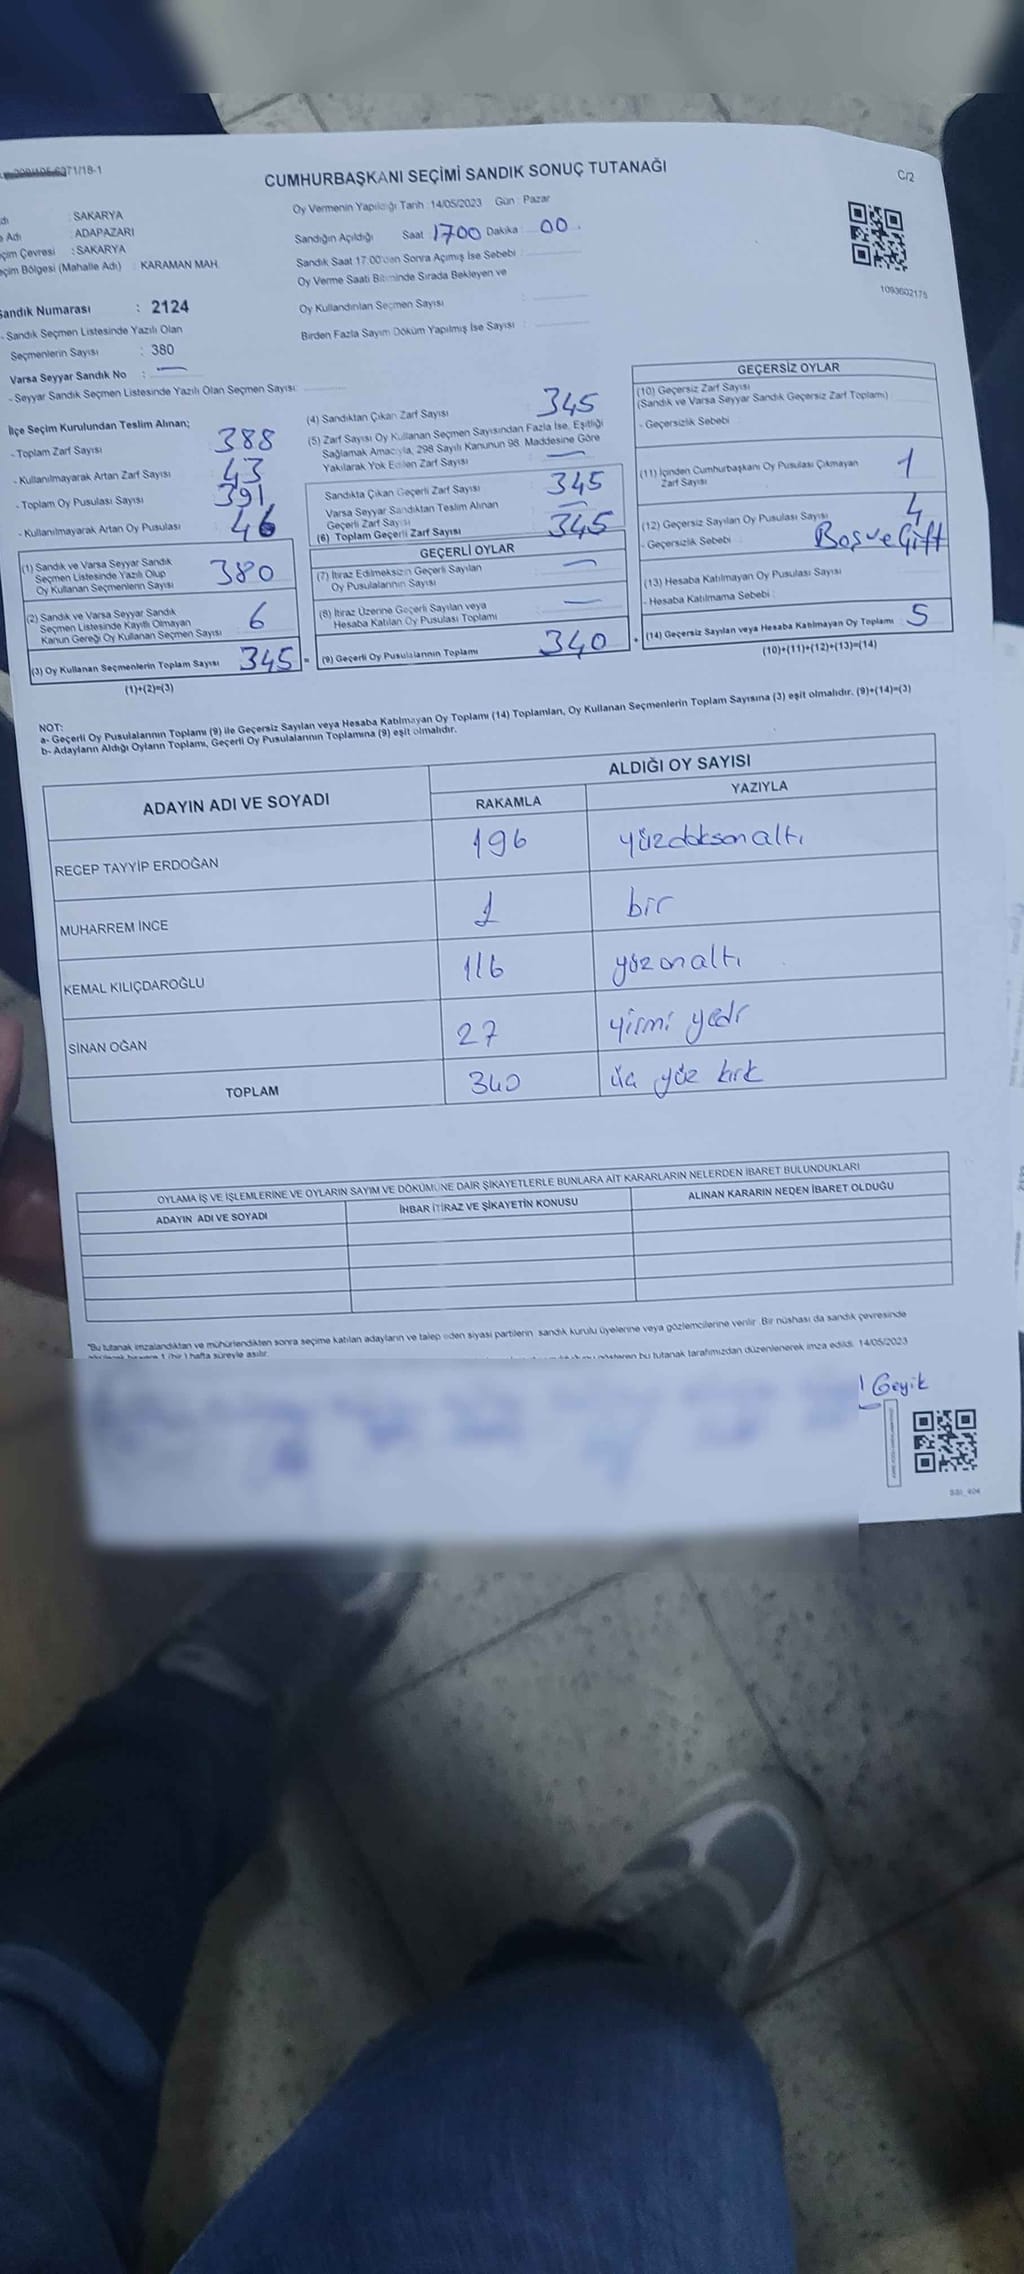 71/18-1
CUMHURBAŞKANI SEÇİMİ SANDIK SONUÇ TUTANAĞI
C/2
: SAKARYA
Adı : ADAPAZARI
Çevresi : SAKARYA
Bölgesi (Mahalle Adı) : KARAMAN MAH.
Oy Vermenin Yapıldığı Tarih : 14/05/2023 Gün : Pazar
Sandığın Açıldığı Saat 1700 Dakika 00
Sandık Saat 17.00'den Sonra Açımış İse Sebebi :
Oy Verme Saati Bitiminde Sırada Bekleyen ve
Oy Kullandırılan Seçmen Sayısı :
Birden Fazla Sayım Döküm Yapılmış İse Sayısı :
1093602175
Sandık Numarası : 2124
- Sandık Seçmen Listesinde Yazılı Olan
Seçmenlerin Sayısı : 380
Varsa Seyyar Sandık No : —
- Seyyar Sandık Seçmen Listesinde Yazılı Olan Seçmen Sayısı:
İlçe Seçim Kurulundan Teslim Alınan;
- Toplam Zarf Sayısı 388
- Kullanılmayarak Artan Zarf Sayısı 43
- Toplam Oy Pusulası Sayısı 391
- Kullanılmayarak Artan Oy Pusulası 46
(1) Sandık ve Varsa Seyyar Sandık
Seçmen Listesinde Yazılı Olup
Oy Kullanan Seçmenlerin Sayısı 380
(2) Sandık ve Varsa Seyyar Sandık
Seçmen Listesinde Kayıtlı Olmayan
Kanun Gereği Oy Kullanan Seçmen Sayısı 6
(3) Oy Kullanan Seçmenlerin Toplam Sayısı 345 =
(1)+(2)=(3)
(4) Sandıktan Çıkan Zarf Sayısı 345
(5) Zarf Sayısı Oy Kullanan Seçmen Sayısından Fazla İse, Eşitliği
Sağlamak Amacıyla, 298 Sayılı Kanunun 98. Maddesine Göre
Yakılarak Yok Edilen Zarf Sayısı —
Sandıkta Çıkan Geçerli Zarf Sayısı 345
Varsa Seyyar Sandıktan Teslim Alınan
Geçerli Zarf Sayısı —
(6) Toplam Geçerli Zarf Sayısı 345
GEÇERLİ OYLAR
(7) İtiraz Edilmeksizin Geçerli Sayılan
Oy Pusulalarının Sayısı —
(8) İtiraz Üzerine Geçerli Sayılan veya
Hesaba Katılan Oy Pusulası Toplamı —
(9) Geçerli Oy Pusulalarının Toplamı 340 +
GEÇERSİZ OYLAR
(10) Geçersiz Zarf Sayısı
(Sandık ve Varsa Seyyar Sandık Geçersiz Zarf Toplamı)
- Geçersizlik Sebebi
(11) İçinden Cumhurbaşkanı Oy Pusulası Çıkmayan
Zarf Sayısı 1
(12) Geçersiz Sayılan Oy Pusulası Sayısı 4
- Geçersizlik Sebebi Boş ve Çift
(13) Hesaba Katılmayan Oy Pusulası Sayısı
- Hesaba Katılmama Sebebi
(14) Geçersiz Sayılan veya Hesaba Katılmayan Oy Toplamı 5
(10)+(11)+(12)+(13)=(14)
NOT:
a- Geçerli Oy Pusulalarının Toplamı (9) ile Geçersiz Sayılan veya Hesaba Katılmayan Oy Toplamı (14) Toplamları, Oy Kullanan Seçmenlerin Toplam Sayısına (3) eşit olmalıdır. (9)+(14)=(3)
b- Adayların Aldığı Oyların Toplamı, Geçerli Oy Pusulalarının Toplamına (9) eşit olmalıdır.
ADAYIN ADI VE SOYADI ALDIĞI OY SAYISI
RAKAMLA YAZIYLA
RECEP TAYYİP ERDOĞAN 196 yüzdoksanaltı
MUHARREM İNCE 1 bir
KEMAL KILIÇDAROĞLU 116 yüzonaltı
SİNAN OĞAN 27 yirmi yedi
TOPLAM 340 üç yüz kırk
OYLAMA İŞ VE İŞLEMLERİNE VE OYLARIN SAYIM VE DÖKÜMÜNE DAİR ŞİKAYETLERLE BUNLARA AİT KARARLARIN NELERDEN İBARET BULUNDUKLARI
ADAYIN ADI VE SOYADI İHBAR İTİRAZ VE ŞİKAYETİN KONUSU ALINAN KARARIN NEDEN İBARET OLDUĞU
"Bu tutanak imzalandıktan ve mühürlendikten sonra seçime katılan adayların ve talep eden siyasi partilerin sandık kurulu üyelerine veya gözlemcilerine verilir. Bir nüshası da sandık çevresinde
1 (bir) hafta süreyle asılır. gösteren bu tutanak tarafımızdan düzenlenerek imza edildi. 14/05/2023
Geyik